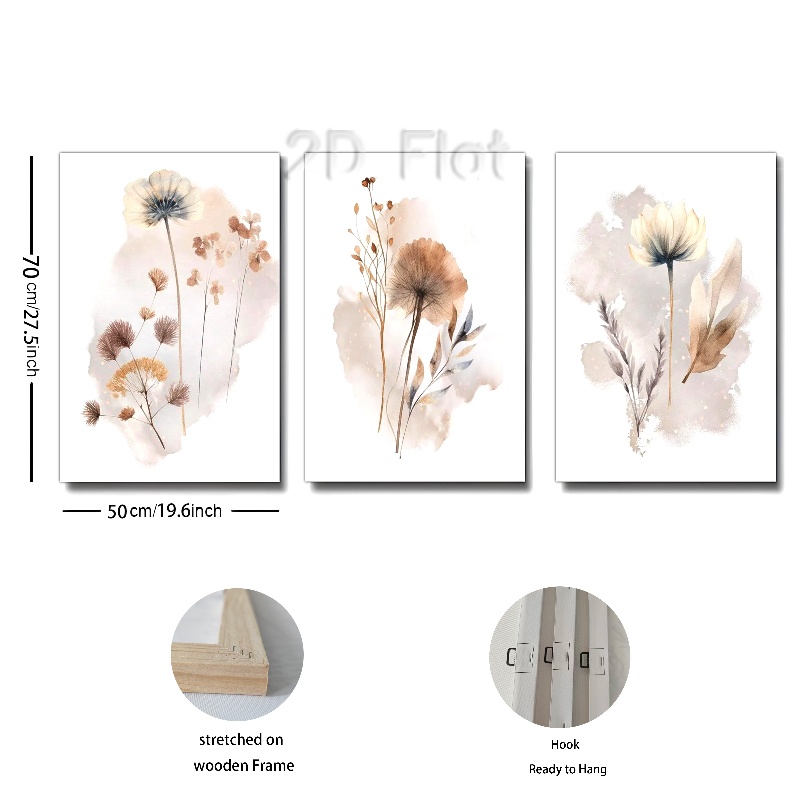 2D Flat
70 cm/27.5inch
50 cm/19.6inch
stretched on
wooden Frame
Hook
Ready to Hang